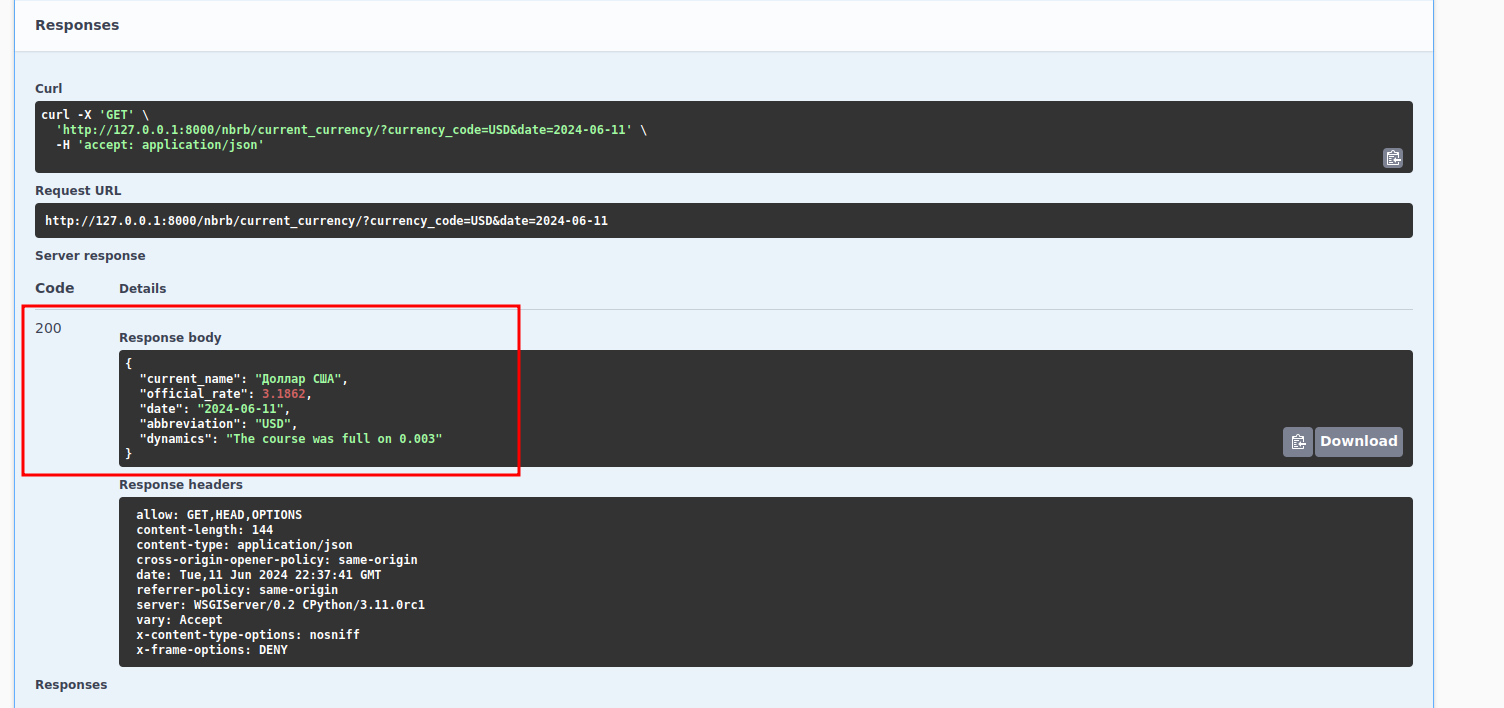 Responses
Curl
curl -X 'GET' \
'http://127.0.0.1:8000/nbrb/current_currency/?currency_code=USD&date=2024-06-11' \
-H 'accept: application/json'
Request URL
http://127.0.0.1:8000/nbrb/current_currency/?currency_code=USD&date=2024-06-11
Server response
Code Details
200
Response body
{
"current_name": "Доллар США",
"official_rate": 3.1862,
"date": "2024-06-11",
"abbreviation": "USD",
"dynamics": "The course was full on 0.003"
}
Download
Response headers
allow: GET,HEAD,OPTIONS
content-length: 144
content-type: application/json
cross-origin-opener-policy: same-origin
date: Tue,11 Jun 2024 22:37:41 GMT
referrer-policy: same-origin
server: WSGIServer/0.2 CPython/3.11.0rc1
vary: Accept
x-content-type-options: nosniff
x-frame-options: DENY
Responses